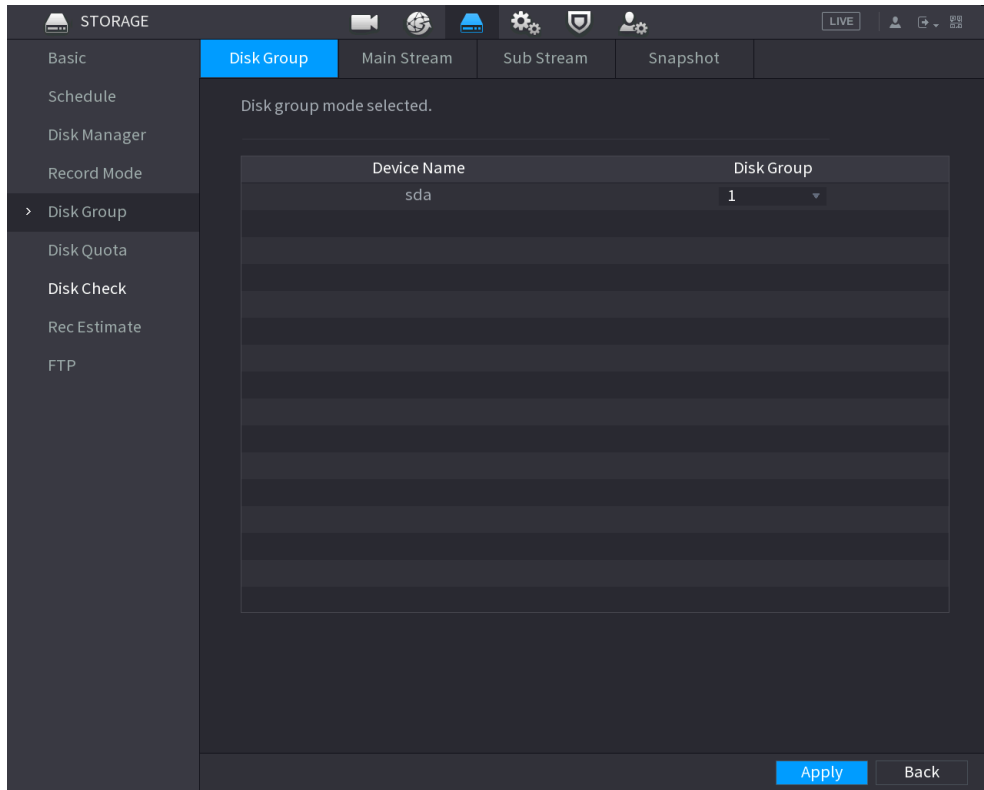 STORAGE
LIVE
Basic
Schedule
Disk Manager
Record Mode
Disk Group
Disk Quota
Disk Check
Rec Estimate
FTP
Disk Group Main Stream Sub Stream Snapshot
Disk group mode selected.
Device Name Disk Group
sda 1
Apply Back